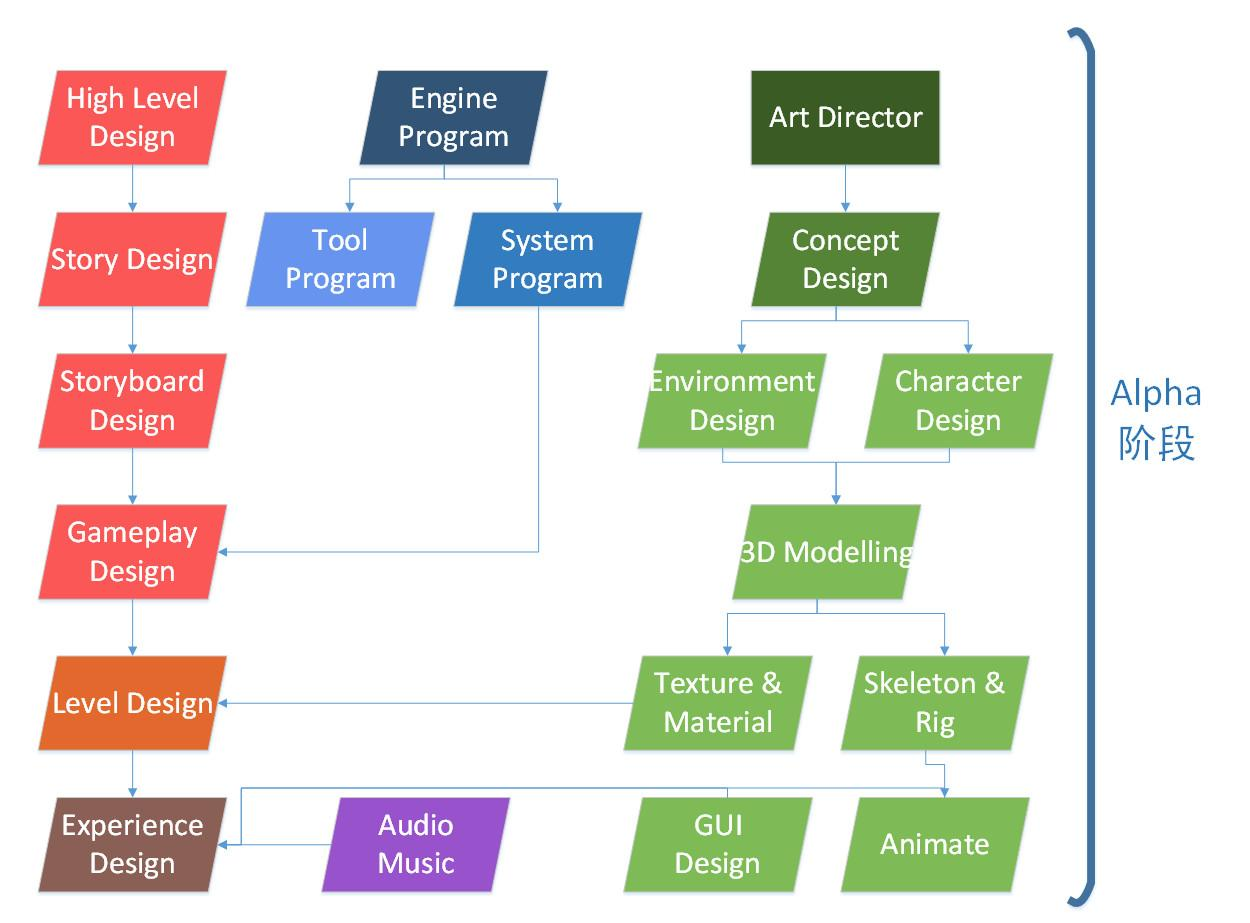 High Level
Design
Engine
Program
Art Director
Story Design
Tool
Program
System
Program
Concept
Design
Storyboard
Design
Environment
Design
Character
Design
Alpha
阶段
Gameplay
Design
3D Modelling
Level Design
Texture &
Material
Skeleton &
Rig
Experience
Design
Audio
Music
GUI
Design
Animate